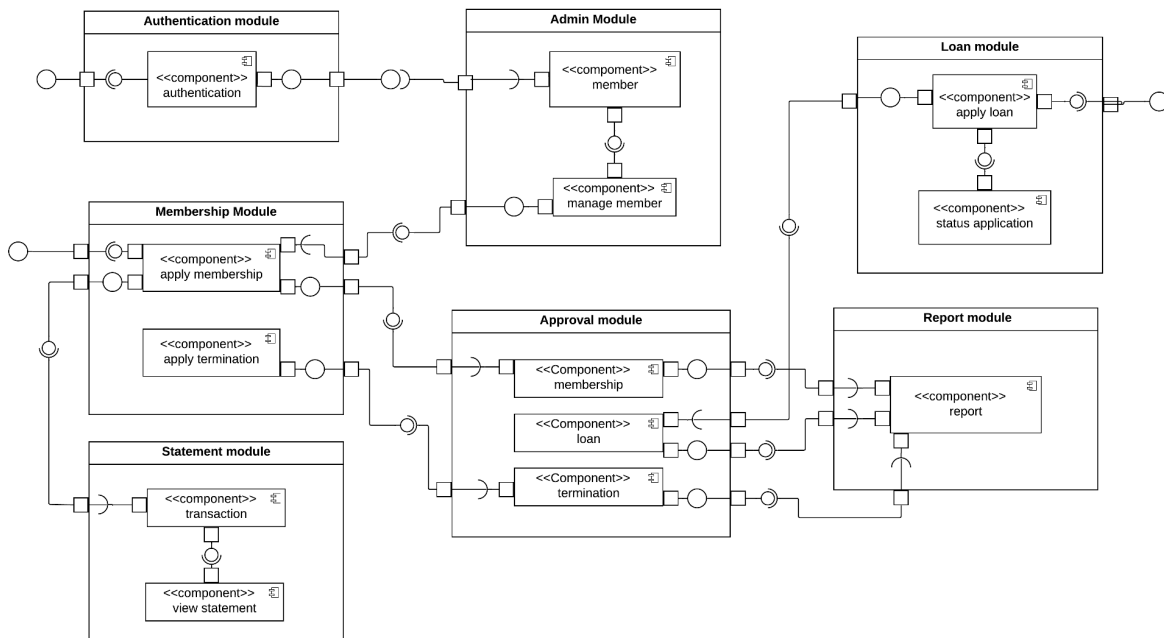 Authentication module
<<component>>
authentication
Admin Module
<<compoment>>
member
<<component>>
manage member
Loan module
<<component>>
apply loan
<<component>>
status application
Membership Module
<<component>>
apply membership
<<component>>
apply termination
Approval module
<<Component>>
membership
<<Component>>
loan
<<Component>>
termination
Report module
<<component>>
report
Statement module
<<component>>
transaction
<<component>>
view statement